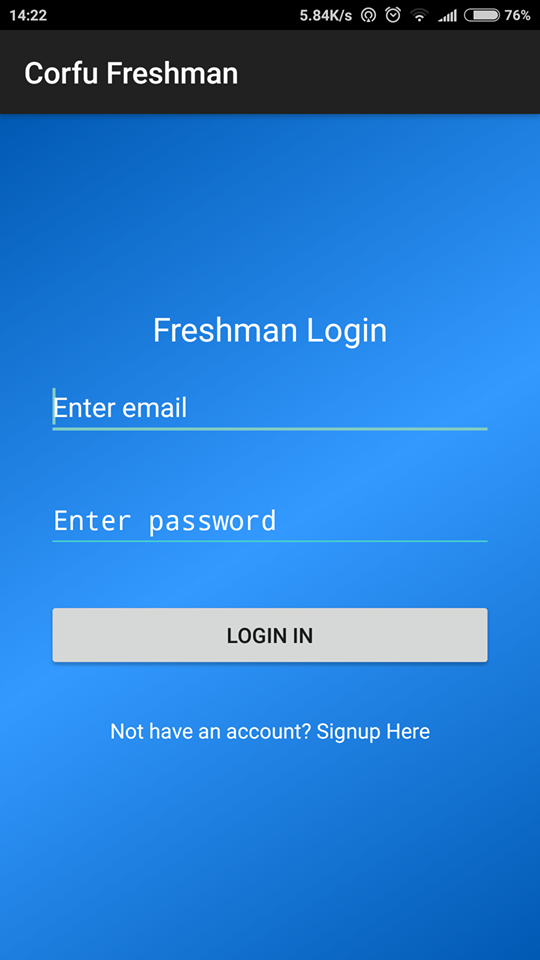 14:22 5.84K/s 76%
Corfu Freshman
Freshman Login
Enter email
Enter password
LOGIN IN
Not have an account? Signup Here